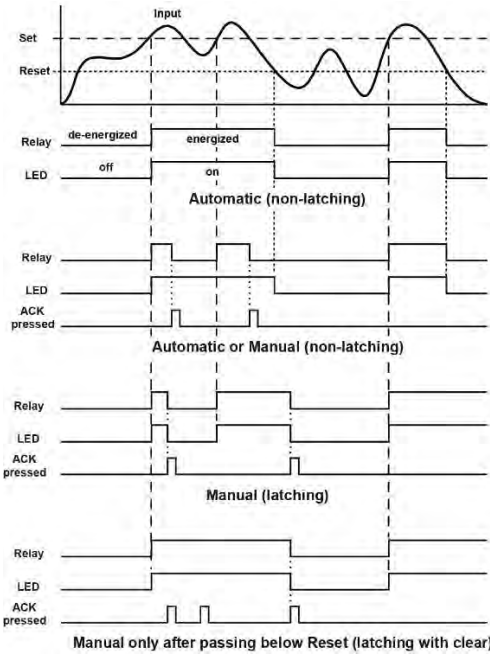 Input
Set
Reset
de-energized energized
Relay
off on
LED
Automatic (non-latching)
Relay
LED
ACK
pressed
Automatic or Manual (non-latching)
Relay
LED
ACK
pressed
Manual (latching)
Relay
LED
ACK
pressed
Manual only after passing below Reset (latching with clear)